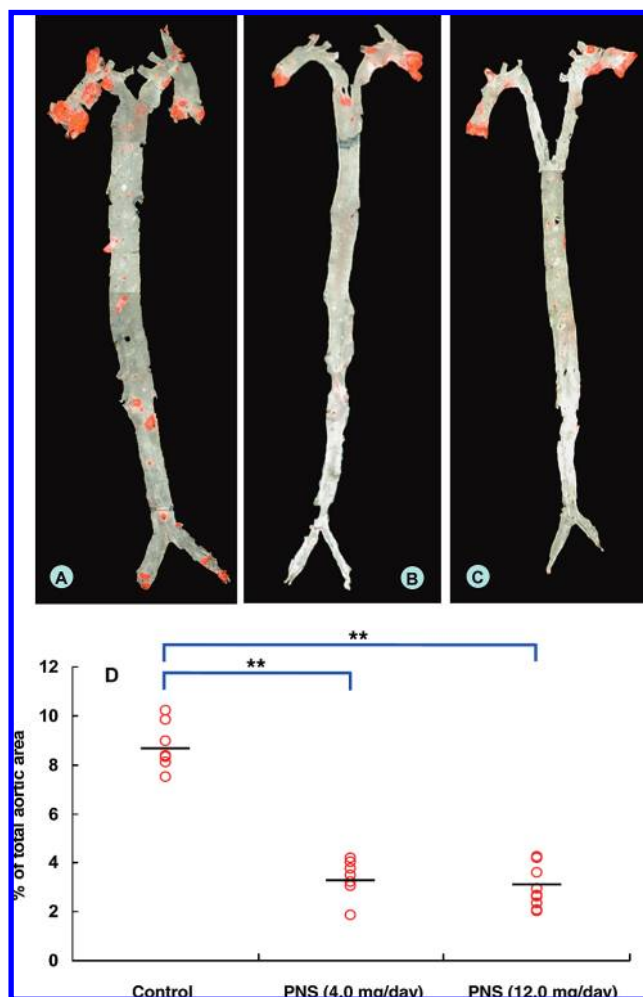 A
B
C
D
**
**
% of total aortic area
12
10
8
6
4
2
0
Control
PNS (4.0 mg/day)
PNS (12.0 mg/day)